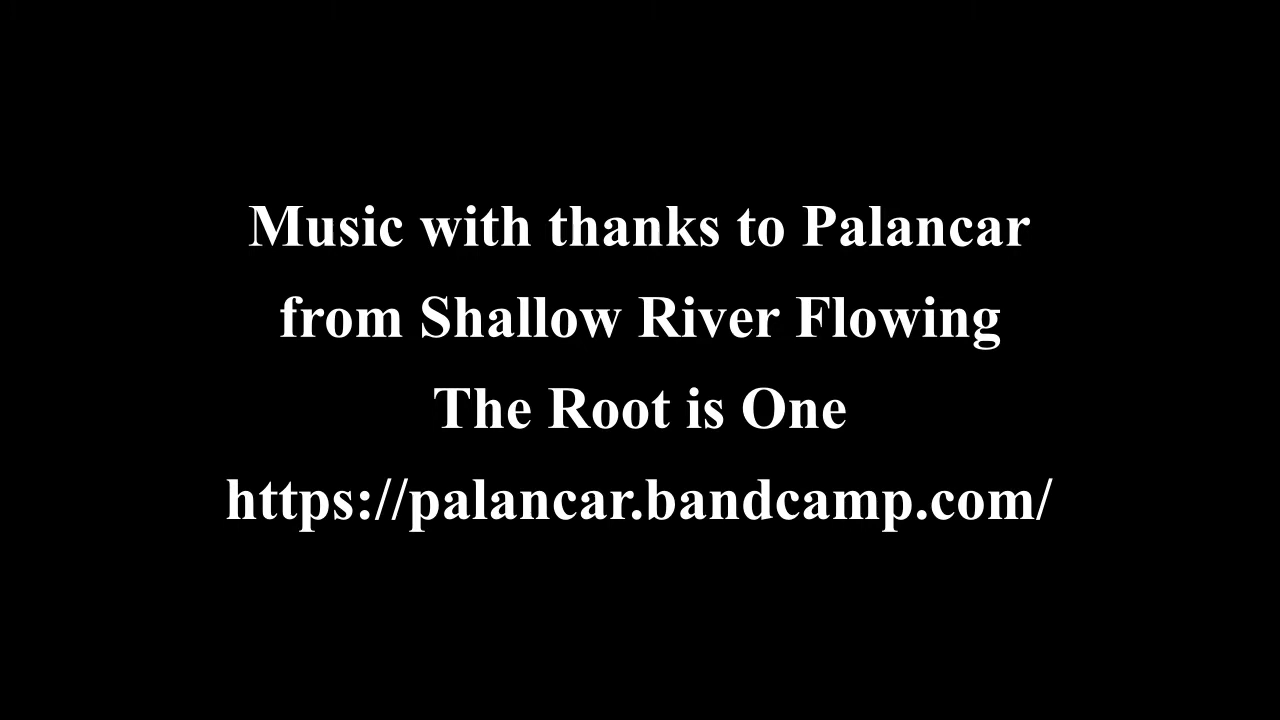 Music with thanks to Palancar
from Shallow River Flowing
The Root is One
https://palancar.bandcamp.com/